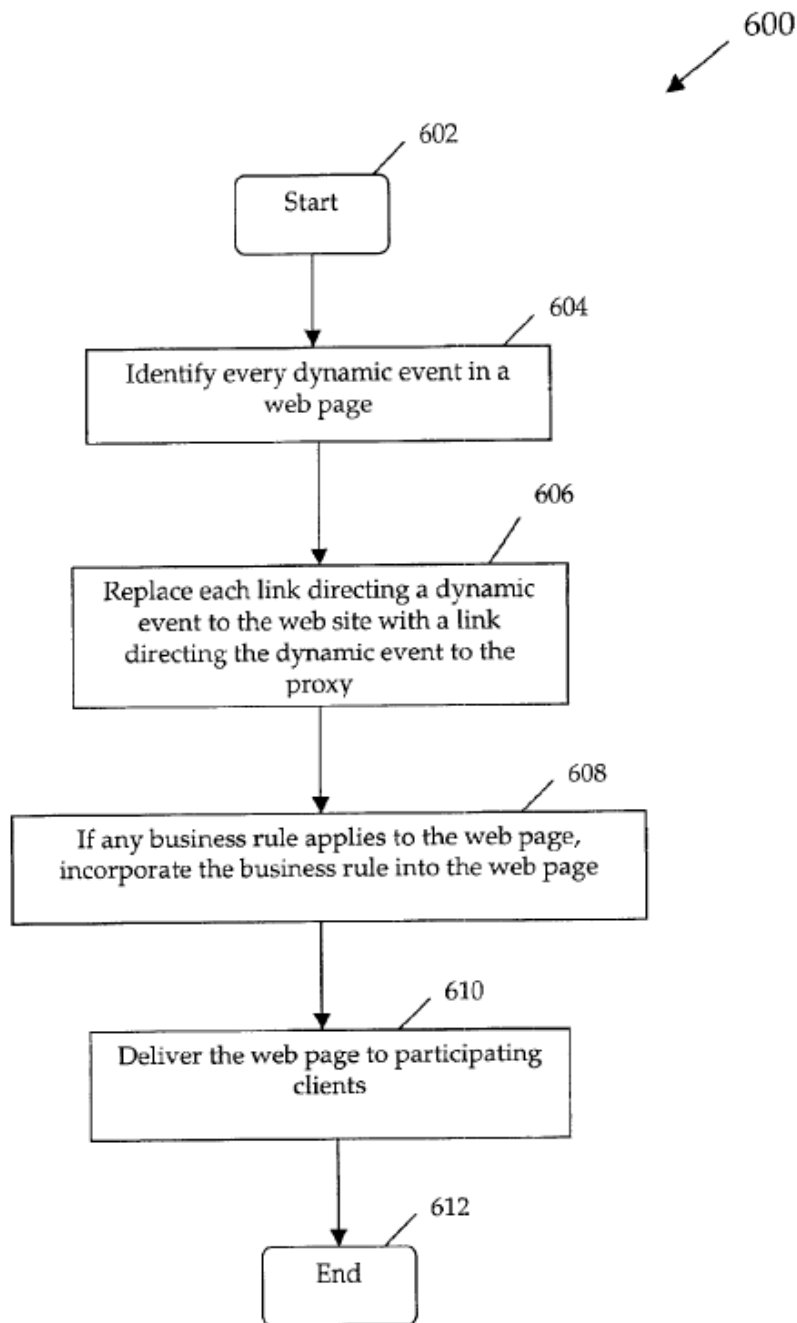 600
602
Start
604
Identify every dynamic event in a
web page
606
Replace each link directing a dynamic
event to the web site with a link
directing the dynamic event to the
proxy
608
If any business rule applies to the web page,
incorporate the business rule into the web page
610
Deliver the web page to participating
clients
612
End